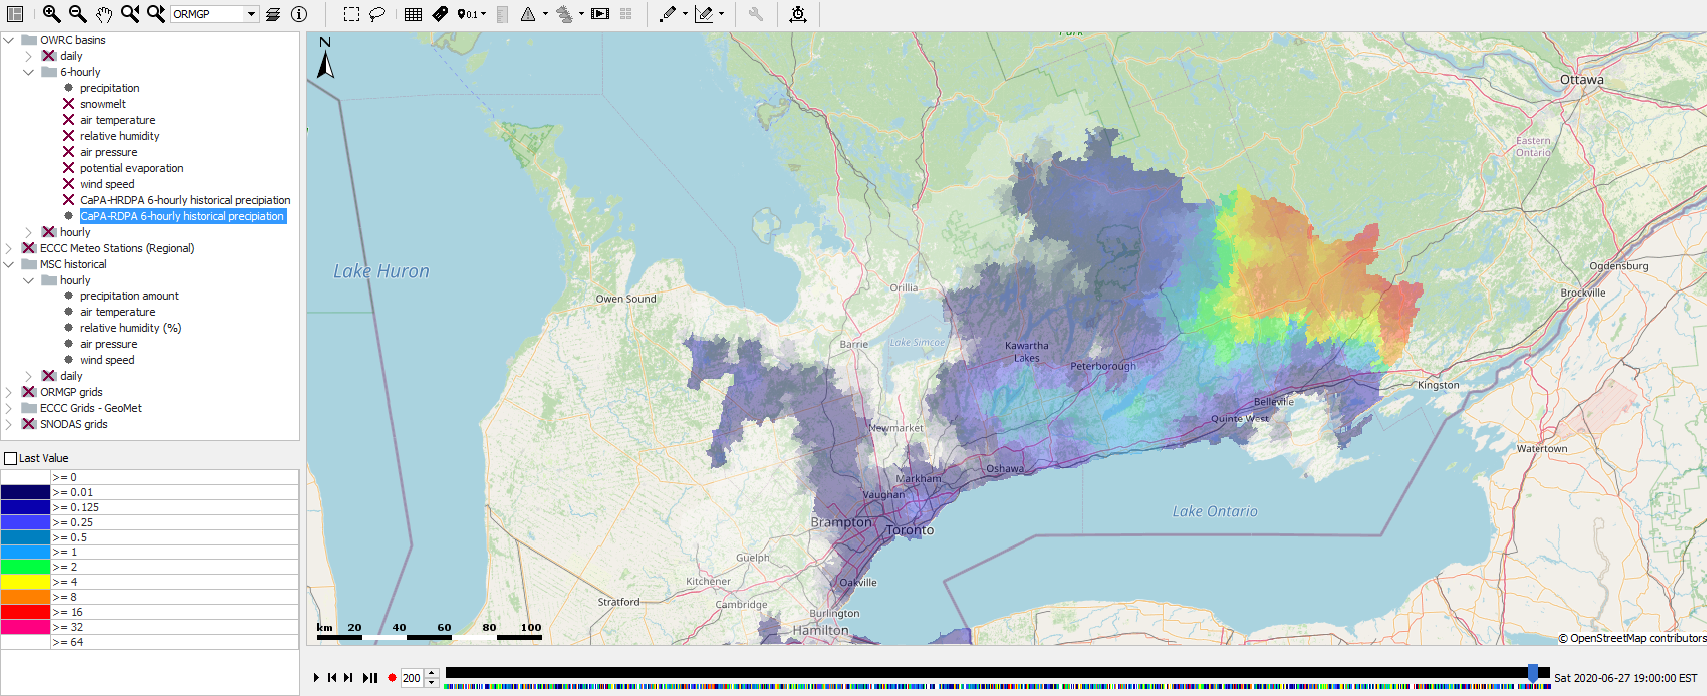 ORMGP
0.1
OWRC basins
daily
6-hourly
precipitation
snowmelt
air temperature
relative humidity
air pressure
potential evaporation
wind speed
CaPA-HRDPA 6-hourly historical precipiation
CaPA-RDPA 6-hourly historical precipiation
hourly
ECCC Meteo Stations (Regional)
MSC historical
hourly
precipitation amount
air temperature
relative humidity (%)
air pressure
wind speed
daily
ORMGP grids
ECCC Grids - GeoMet
SNODAS grids
Last Value
>= 0
>= 0.01
>= 0.125
>= 0.25
>= 0.5
>= 1
>= 2
>= 4
>= 8
>= 16
>= 32
>= 64
N
Park
Ottawa
Eastern
Ontario
Lake Huron
Ogdensburg
Brockville
Owen Sound
Orillia
Barrie
Lake Simcoe
Kawartha
Lakes
Peterborough
Kingston
Belleville
Quinte West
Newmarket
Watertown
Oshawa
Markham
Vaughan
Brampton
Toronto
Lake Ontario
Guelph
Kitchener
Oakville
Stratford
Cambridge
Burlington
Hamilton
km 20 40 60 80 100
© OpenStreetMap contributors
200
Sat 2020-06-27 19:00:00 EST